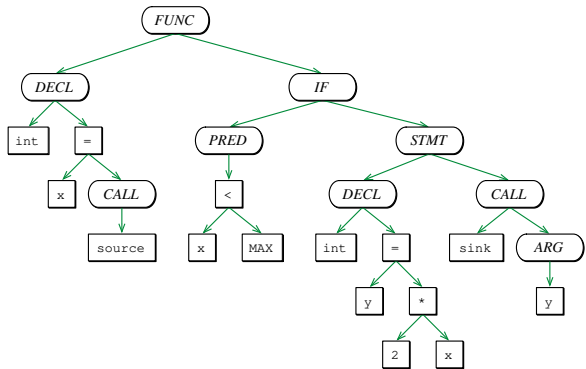 FUNC
DECL IF
int = PRED STMT
x CALL < DECL CALL
source x MAX int = sink ARG
y * y
2 x